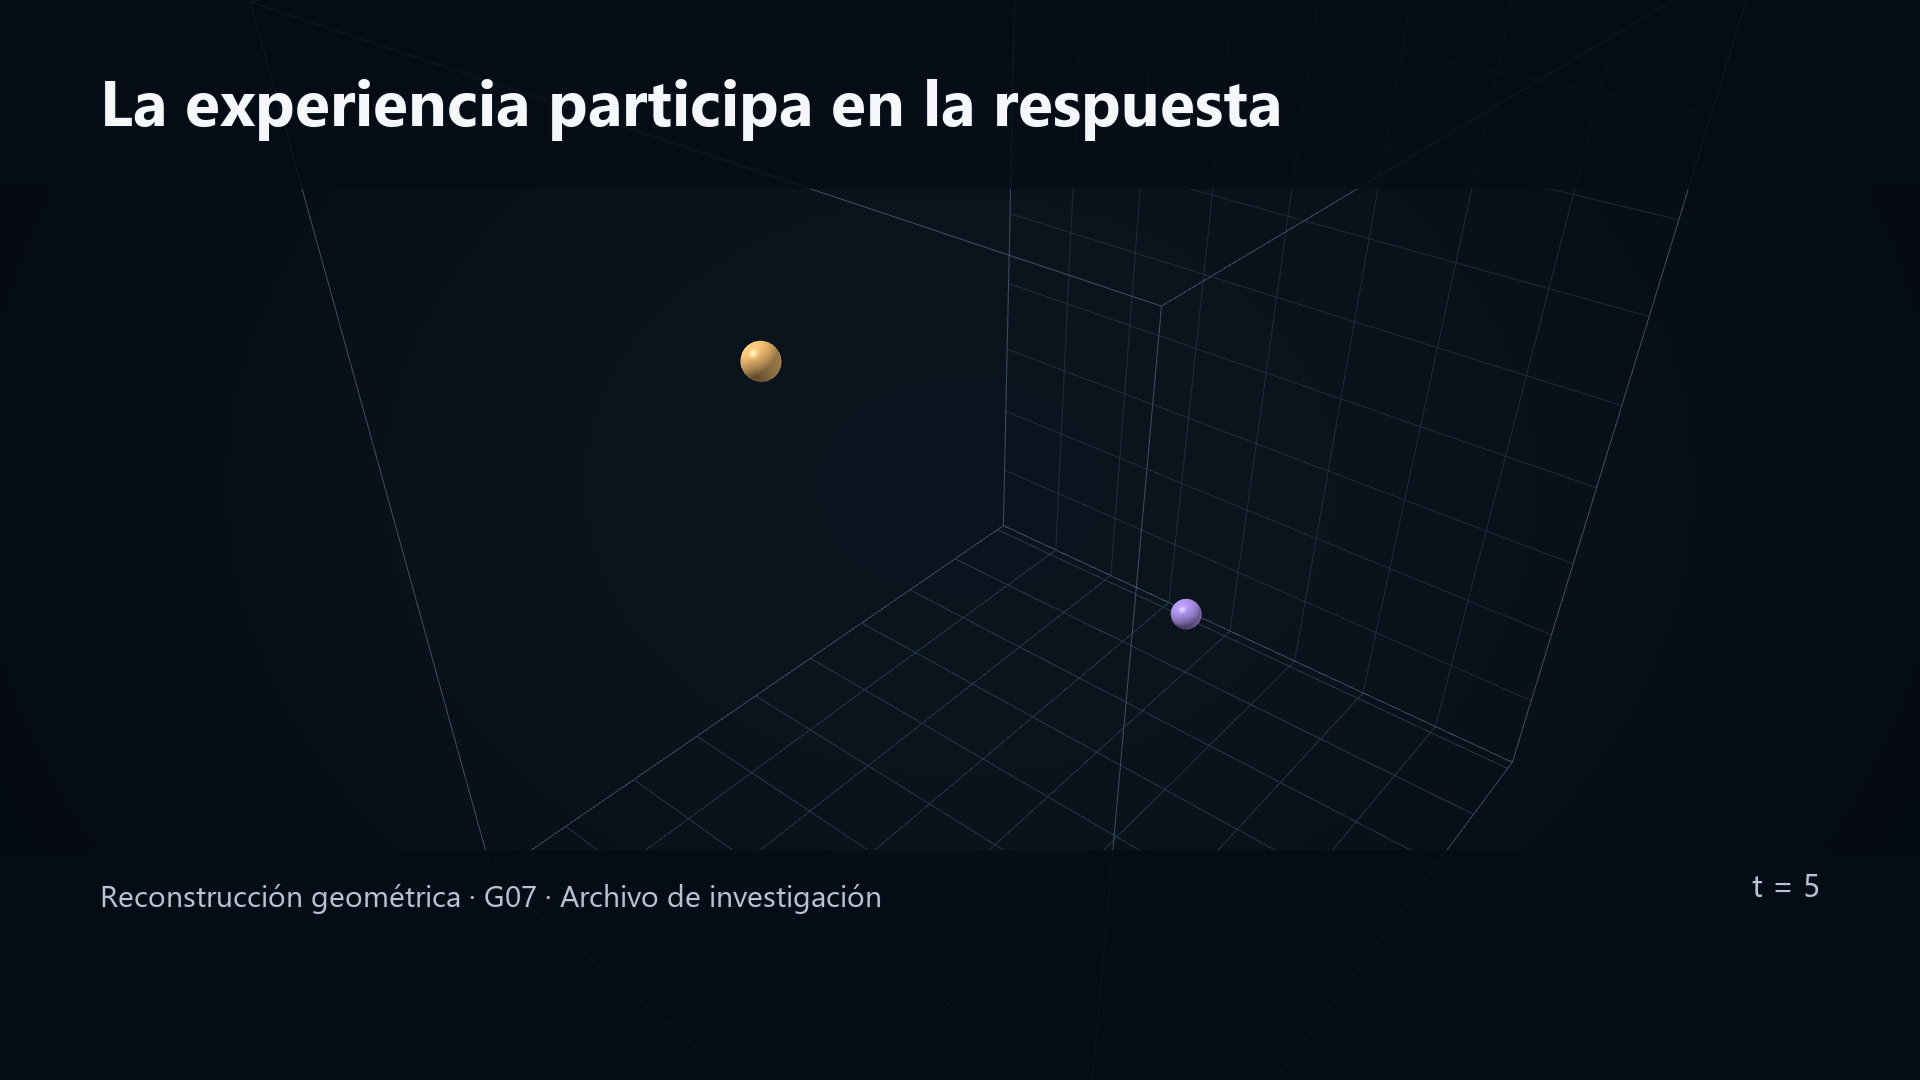 La experiencia participa en la respuesta
Reconstrucción geométrica · G07 · Archivo de investigación
t = 5